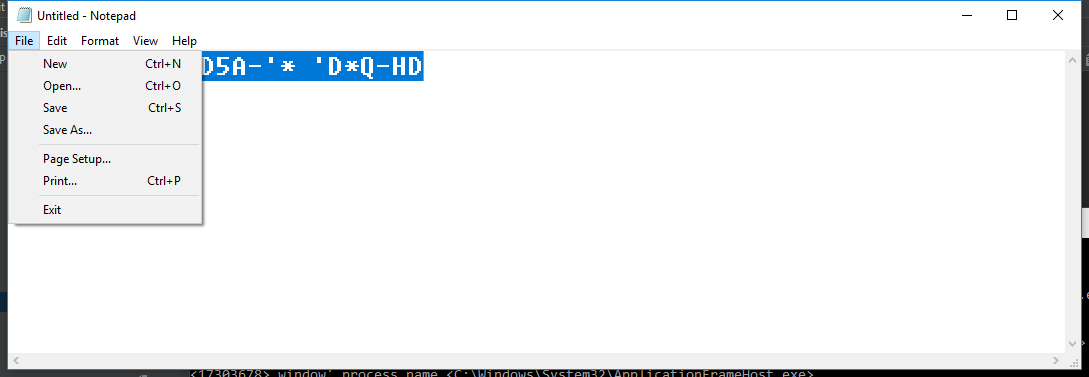 Untitled - Notepad
File Edit Format View Help
D5A-'* 'D*Q-HD
New Ctrl+N
Open... Ctrl+O
Save Ctrl+S
Save As...
Page Setup...
Print... Ctrl+P
Exit
<17303678> window' process name <C:\Windows\System32\ApplicationFrameHost.exe>